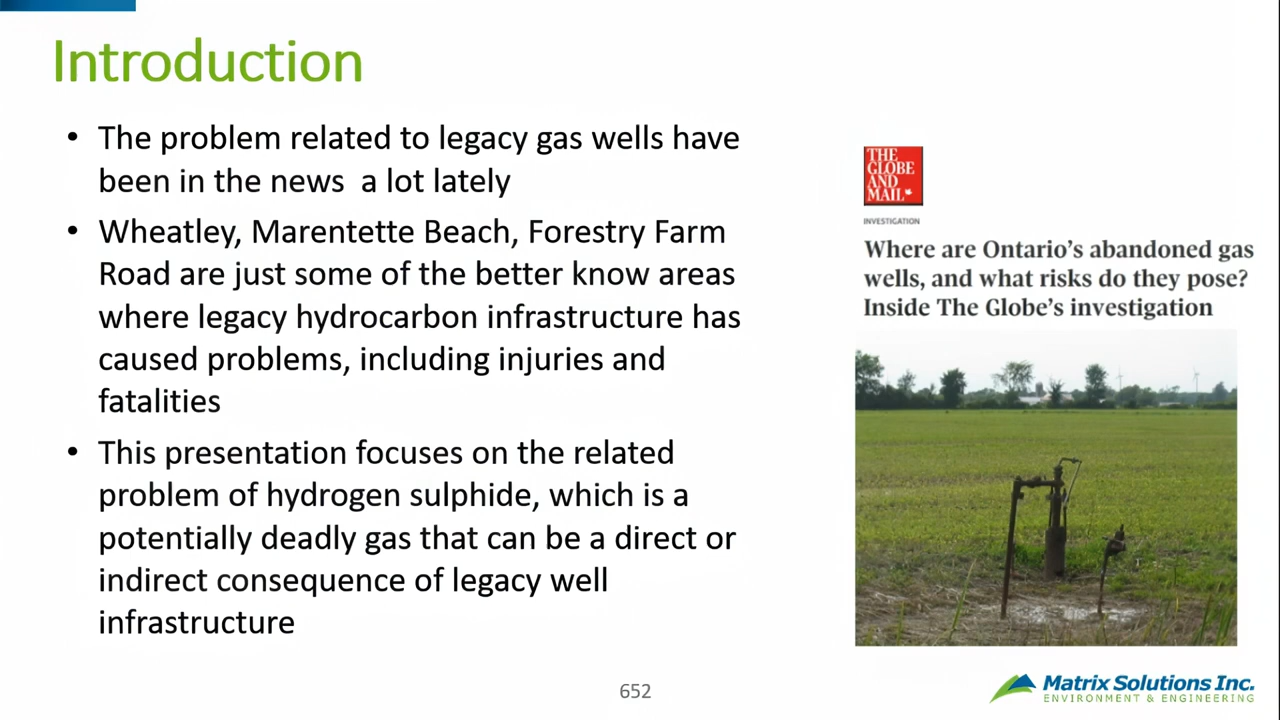 Introduction
• The problem related to legacy gas wells have
been in the news  a lot lately
• Wheatley, Marentette Beach, Forestry Farm
Road are just some of the better know areas
where legacy hydrocarbon infrastructure has
caused problems, including injuries and
fatalities
• This presentation focuses on the related
problem of hydrogen sulphide, which is a
potentially deadly gas that can be a direct or
indirect consequence of legacy well
infrastructure
THE
GLOBE
AND
MAIL
INVESTIGATION
Where are Ontario’s abandoned gas
wells, and what risks do they pose?
Inside The Globe’s investigation
652
Matrix Solutions Inc.
ENVIRONMENT & ENGINEERING